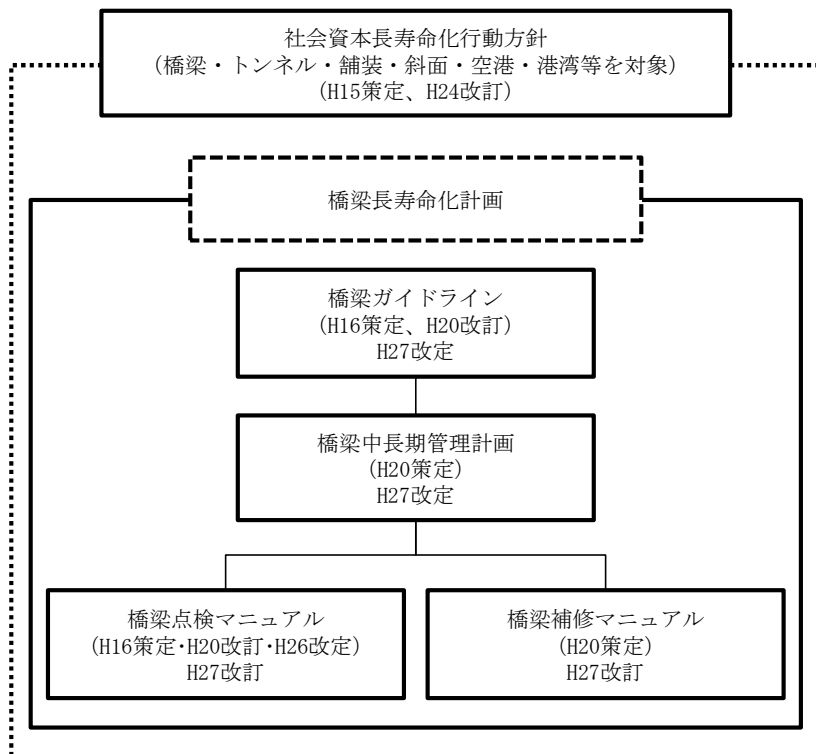 社会資本長寿命化行動方針
(橋梁・トンネル・舗装・斜面・空港・港湾等を対象)
(H15策定、H24改訂)
橋梁長寿命化計画
橋梁ガイドライン
(H16策定、H20改訂)
H27改定
橋梁中長期管理計画
(H20策定)
H27改定
橋梁点検マニュアル
(H16策定･H20改訂･H26改定)
H27改訂
橋梁補修マニュアル
(H20策定)
H27改訂